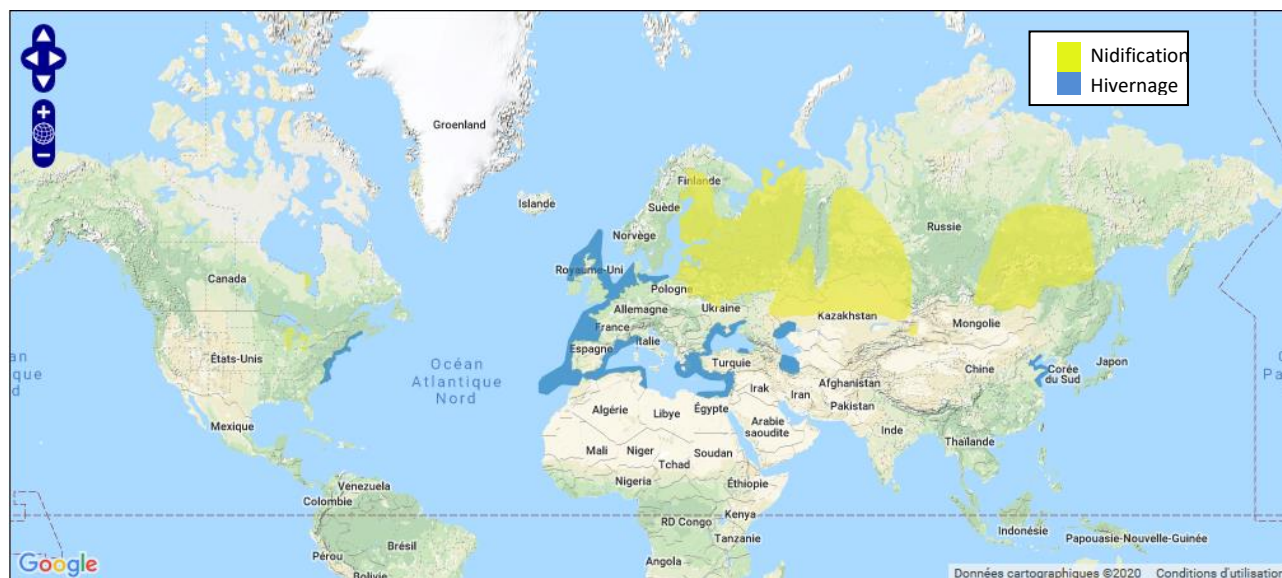 Nidification
Hivernage
+
−
Groenland
Islande
Finlande
Suède
Norvège
Russie
Royaume-Uni
Canada
Pologne
Allemagne
Ukraine
Kazakhstan
Mongolie
France
Italie
États-Unis
Espagne
Turquie
Chine
Corée
du Sud
Japon
Océan
Atlantique
Nord
Irak
Iran
Afghanistan
Pakistan
Algérie
Libye
Égypte
Arabie
saoudite
Inde
Mexique
Mali
Niger
Tchad
Soudan
Thaïlande
Nigeria
Éthiopie
Venezuela
Colombie
Kenya
RD Congo
Tanzanie
Indonésie
Papouasie-Nouvelle-Guinée
Brésil
Pérou
Angola
Bolivie
Google
Données cartographiques ©2020
Conditions d'utilisation